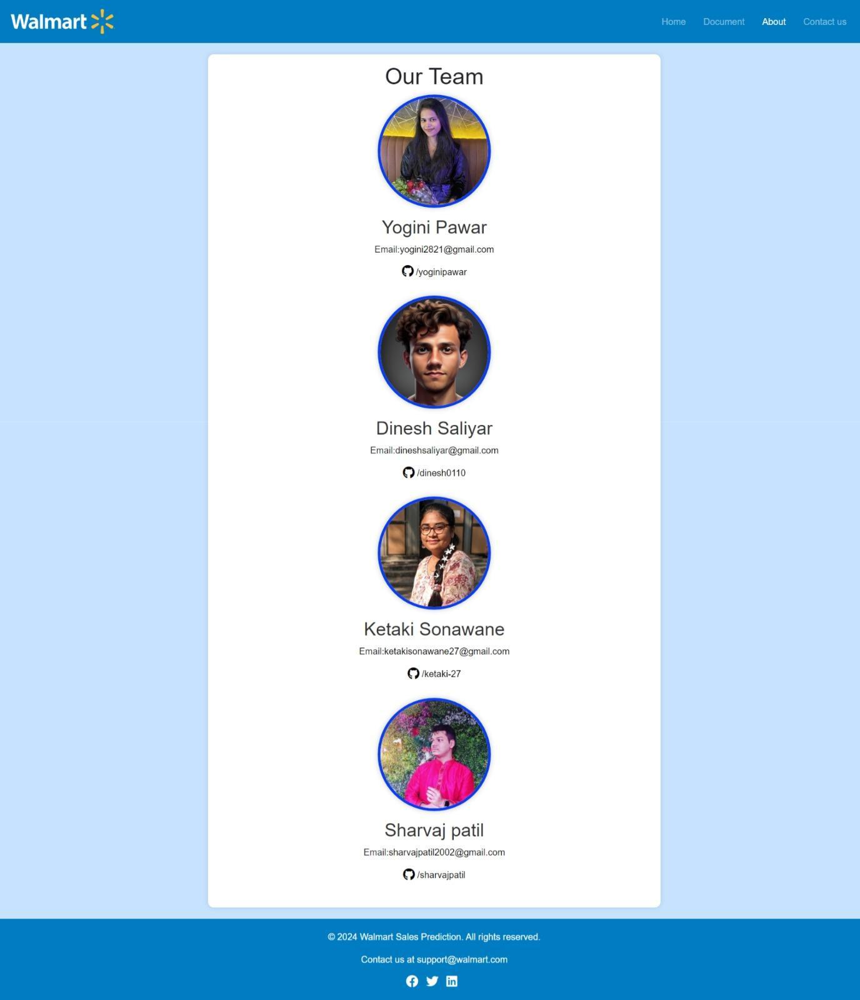 Walmart
Home Document About Contact us
Our Team
Yogini Pawar
Email:yogini2821@gmail.com
/yoginipawar
Dinesh Saliyar
Email:dineshsaliyar@gmail.com
/dinesh0110
Ketaki Sonawane
Email:ketakisonawane27@gmail.com
/ketaki-27
Sharvaj patil
Email:sharvajpatil2002@gmail.com
/sharvajpatil
© 2024 Walmart Sales Prediction. All rights reserved.
Contact us at support@walmart.com